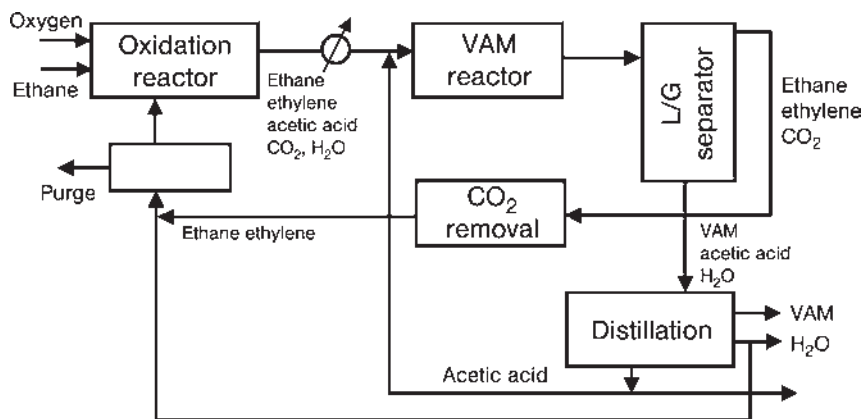 Oxygen
Ethane
Oxidation
reactor
Ethane
ethylene
acetic acid
CO₂, H₂O
VAM
reactor
L/G
separator
Ethane
ethylene
CO₂
Purge
CO₂
removal
Ethane ethylene
VAM
acetic acid
H₂O
Distillation
VAM
H₂O
Acetic acid